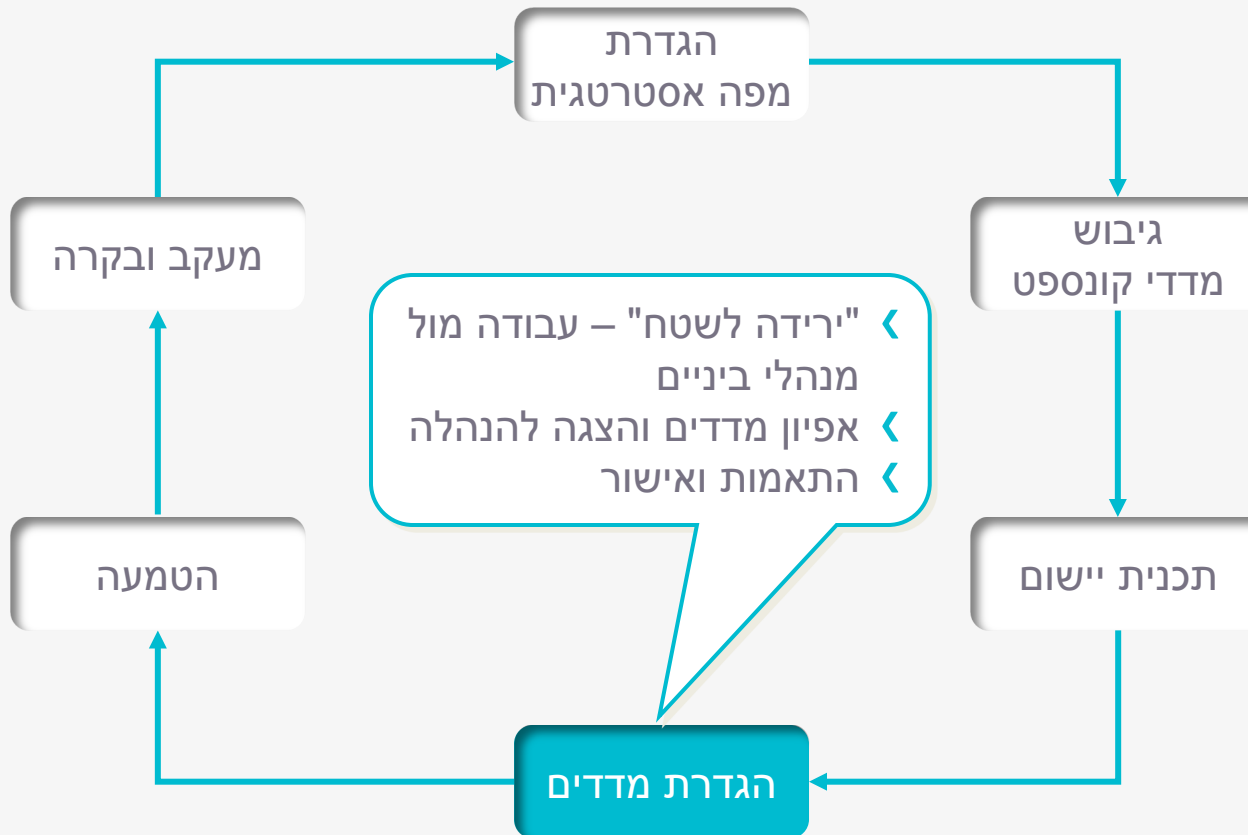 הגדרת
מפה אסטרטגית
גיבוש
מדדי קונספט
תכנית יישום
הגדרת מדדים
הטמעה
מעקב ובקרה
"ירידה לשטח" – עבודה מול
מנהלי ביניים
אפיון מדדים והצגה להנהלה
התאמות ואישור